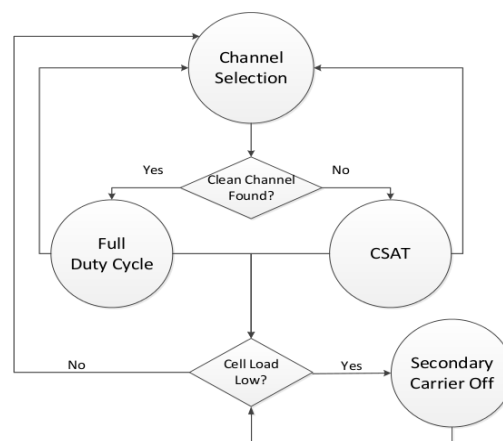 Channel
Selection
Yes
Clean Channel
Found?
No
Full
Duty Cycle
CSAT
No
Cell Load
Low?
Yes
Secondary
Carrier Off